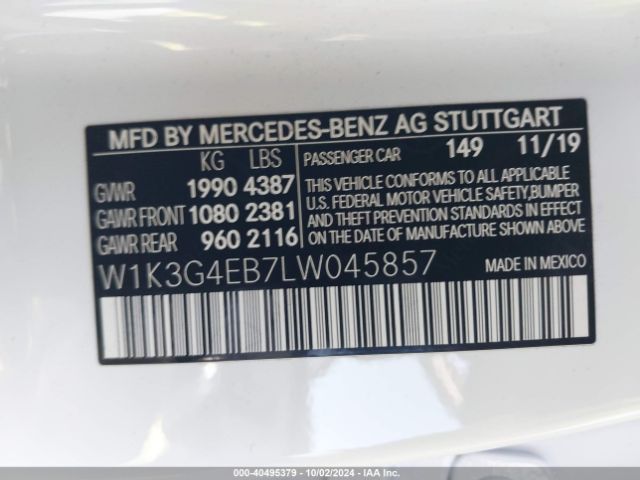 MFD BY MERCEDES-BENZ AG STUTTGART
KG LBS
GVWR 1990 4387
GAWR FRONT 1080 2381
GAWR REAR 960 2116
PASSENGER CAR 149 11/19
THIS VEHICLE CONFORMS TO ALL APPLICABLE
U.S. FEDERAL MOTOR VEHICLE SAFETY,BUMPER
AND THEFT PREVENTION STANDARDS IN EFFECT
ON THE DATE OF MANUFACTURE SHOWN ABOVE.
W1K3G4EB7LW045857 MADE IN MEXICO
000-40495379 - 10/02/2024 - IAA Inc.